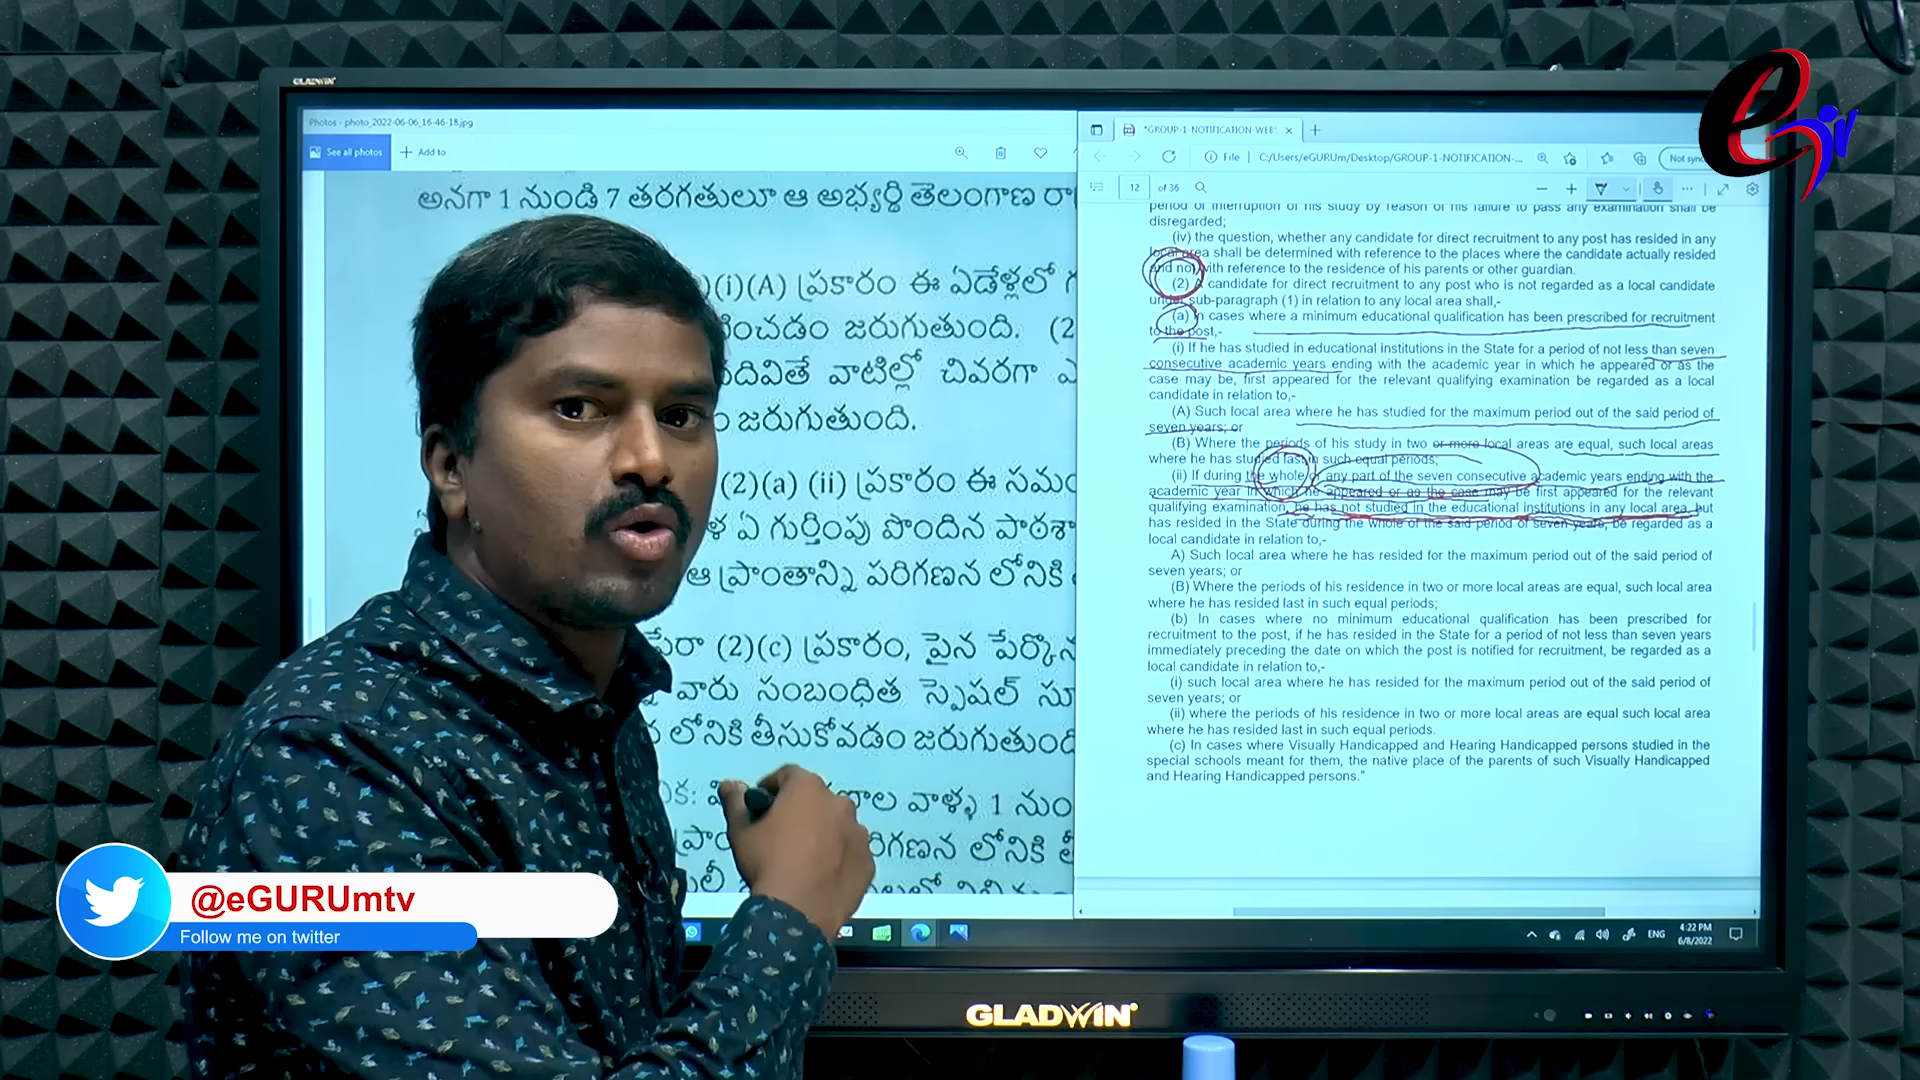 GLADWIN
Photos - photo_2022-06-06_16-46-18.jpg
See all photos
Add to
అనగా 1 నుండి 7 తరగతులూ ఆ అభ్యర్థి తెలంగాణ
(i)(A) ప్రకారం ఈ ఏడేళ్లలో
జరుగుతుంది. (2
వాటిల్లో చివరగా
జరుగుతుంది.
(2)(a) (ii) ప్రకారం ఈ
ఏ గుర్తింపు పొందిన
ఆ ప్రాంతాన్ని పరిగణన లోనికి
పేరా (2)(c) ప్రకారం, పైన
వారు సంబంధిత స్పెషల్
లోనికి తీసుకోవడం జరుగుతుంది
వాళ్ళు 1
లోనికి
*GROUP-1-NOTIFICATION-WEB
File
C:/Users/eGURUm/Desktop/GROUP-1-NOTIFICATION-...
Not sync
12 of 36
period of interruption of his study by reason of his failure to pass any examination shall be
disregarded;
(iv) the question, whether any candidate for direct recruitment to any post has resided in any
local area shall be determined with reference to the places where the candidate actually resided
and not with reference to the residence of his parents or other guardian.
(2) A candidate for direct recruitment to any post who is not regarded as a local candidate
under sub-paragraph (1) in relation to any local area shall,-
(a) In cases where a minimum educational qualification has been prescribed for recruitment
to the post,-
(i) If he has studied in educational institutions in the State for a period of not less than seven
consecutive academic years ending with the academic year in which he appeared or as the
case may be, first appeared for the relevant qualifying examination be regarded as a local
candidate in relation to,-
(A) Such local area where he has studied for the maximum period out of the said period of
seven years; or
(B) Where the periods of his study in two or more local areas are equal, such local areas
where he has studied last in such equal periods;
(ii) If during the whole or any part of the seven consecutive academic years ending with the
academic year in which he appeared or as the case may be first appeared for the relevant
qualifying examination, he has not studied in the educational institutions in any local area, but
has resided in the State during the whole of the said period of seven years, be regarded as a
local candidate in relation to,-
A) Such local area where he has resided for the maximum period out of the said period of
seven years; or
(B) Where the periods of his residence in two or more local areas are equal, such local area
where he has resided last in such equal periods;
(b) In cases where no minimum educational qualification has been prescribed for
recruitment to the post, if he has resided in the State for a period of not less than seven years
immediately preceding the date on which the post is notified for recruitment, be regarded as a
local candidate in relation to,-
(i) such local area where he has resided for the maximum period out of the said period of
seven years; or
(ii) where the periods of his residence in two or more local areas are equal such local area
where he has resided last in such equal periods.
(c) In cases where Visually Handicapped and Hearing Handicapped persons studied in the
special schools meant for them, the native place of the parents of such Visually Handicapped
and Hearing Handicapped persons."
@eGURUmtv
Follow me on twitter
ENG
4:22 PM
6/8/2022
GLADWIN